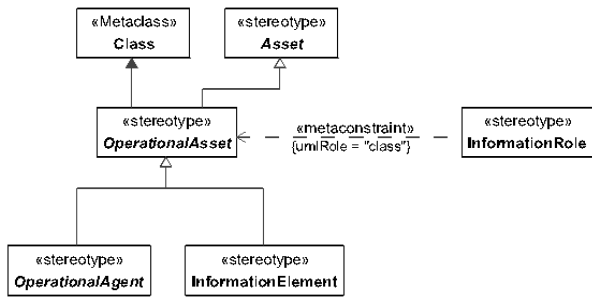 «Metaclass»
Class
«stereotype»
Asset
«stereotype»
OperationalAsset
«metaconstraint»
{umlRole = "class"}
«stereotype»
InformationRole
«stereotype»
OperationalAgent
«stereotype»
InformationElement